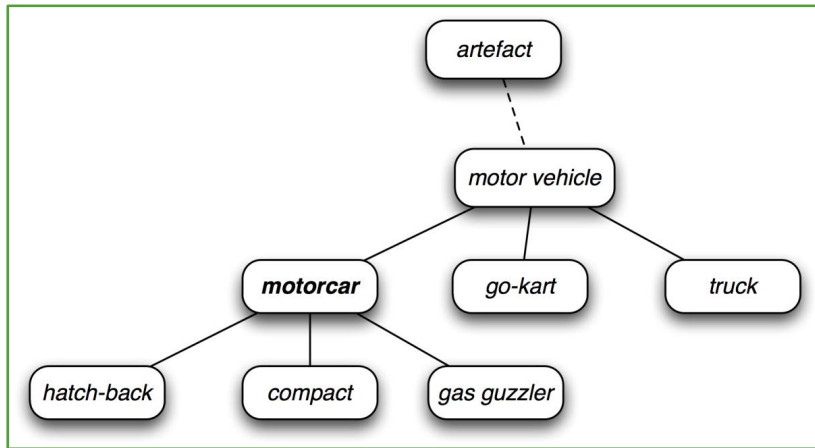 artefact
motor vehicle
motorcar
go-kart
truck
hatch-back
compact
gas guzzler